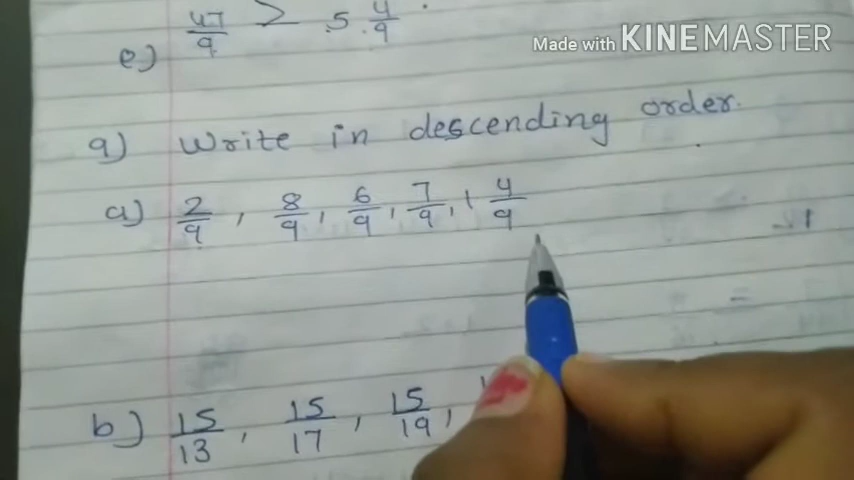 e) 47/9 > 5 4/9 .
Made with KINEMASTER
9) Write in descending order.
a) 2/9 , 8/9 , 6/9 , 7/9 , 1 4/9
b) 15/13 , 15/17 , 15/19 ,